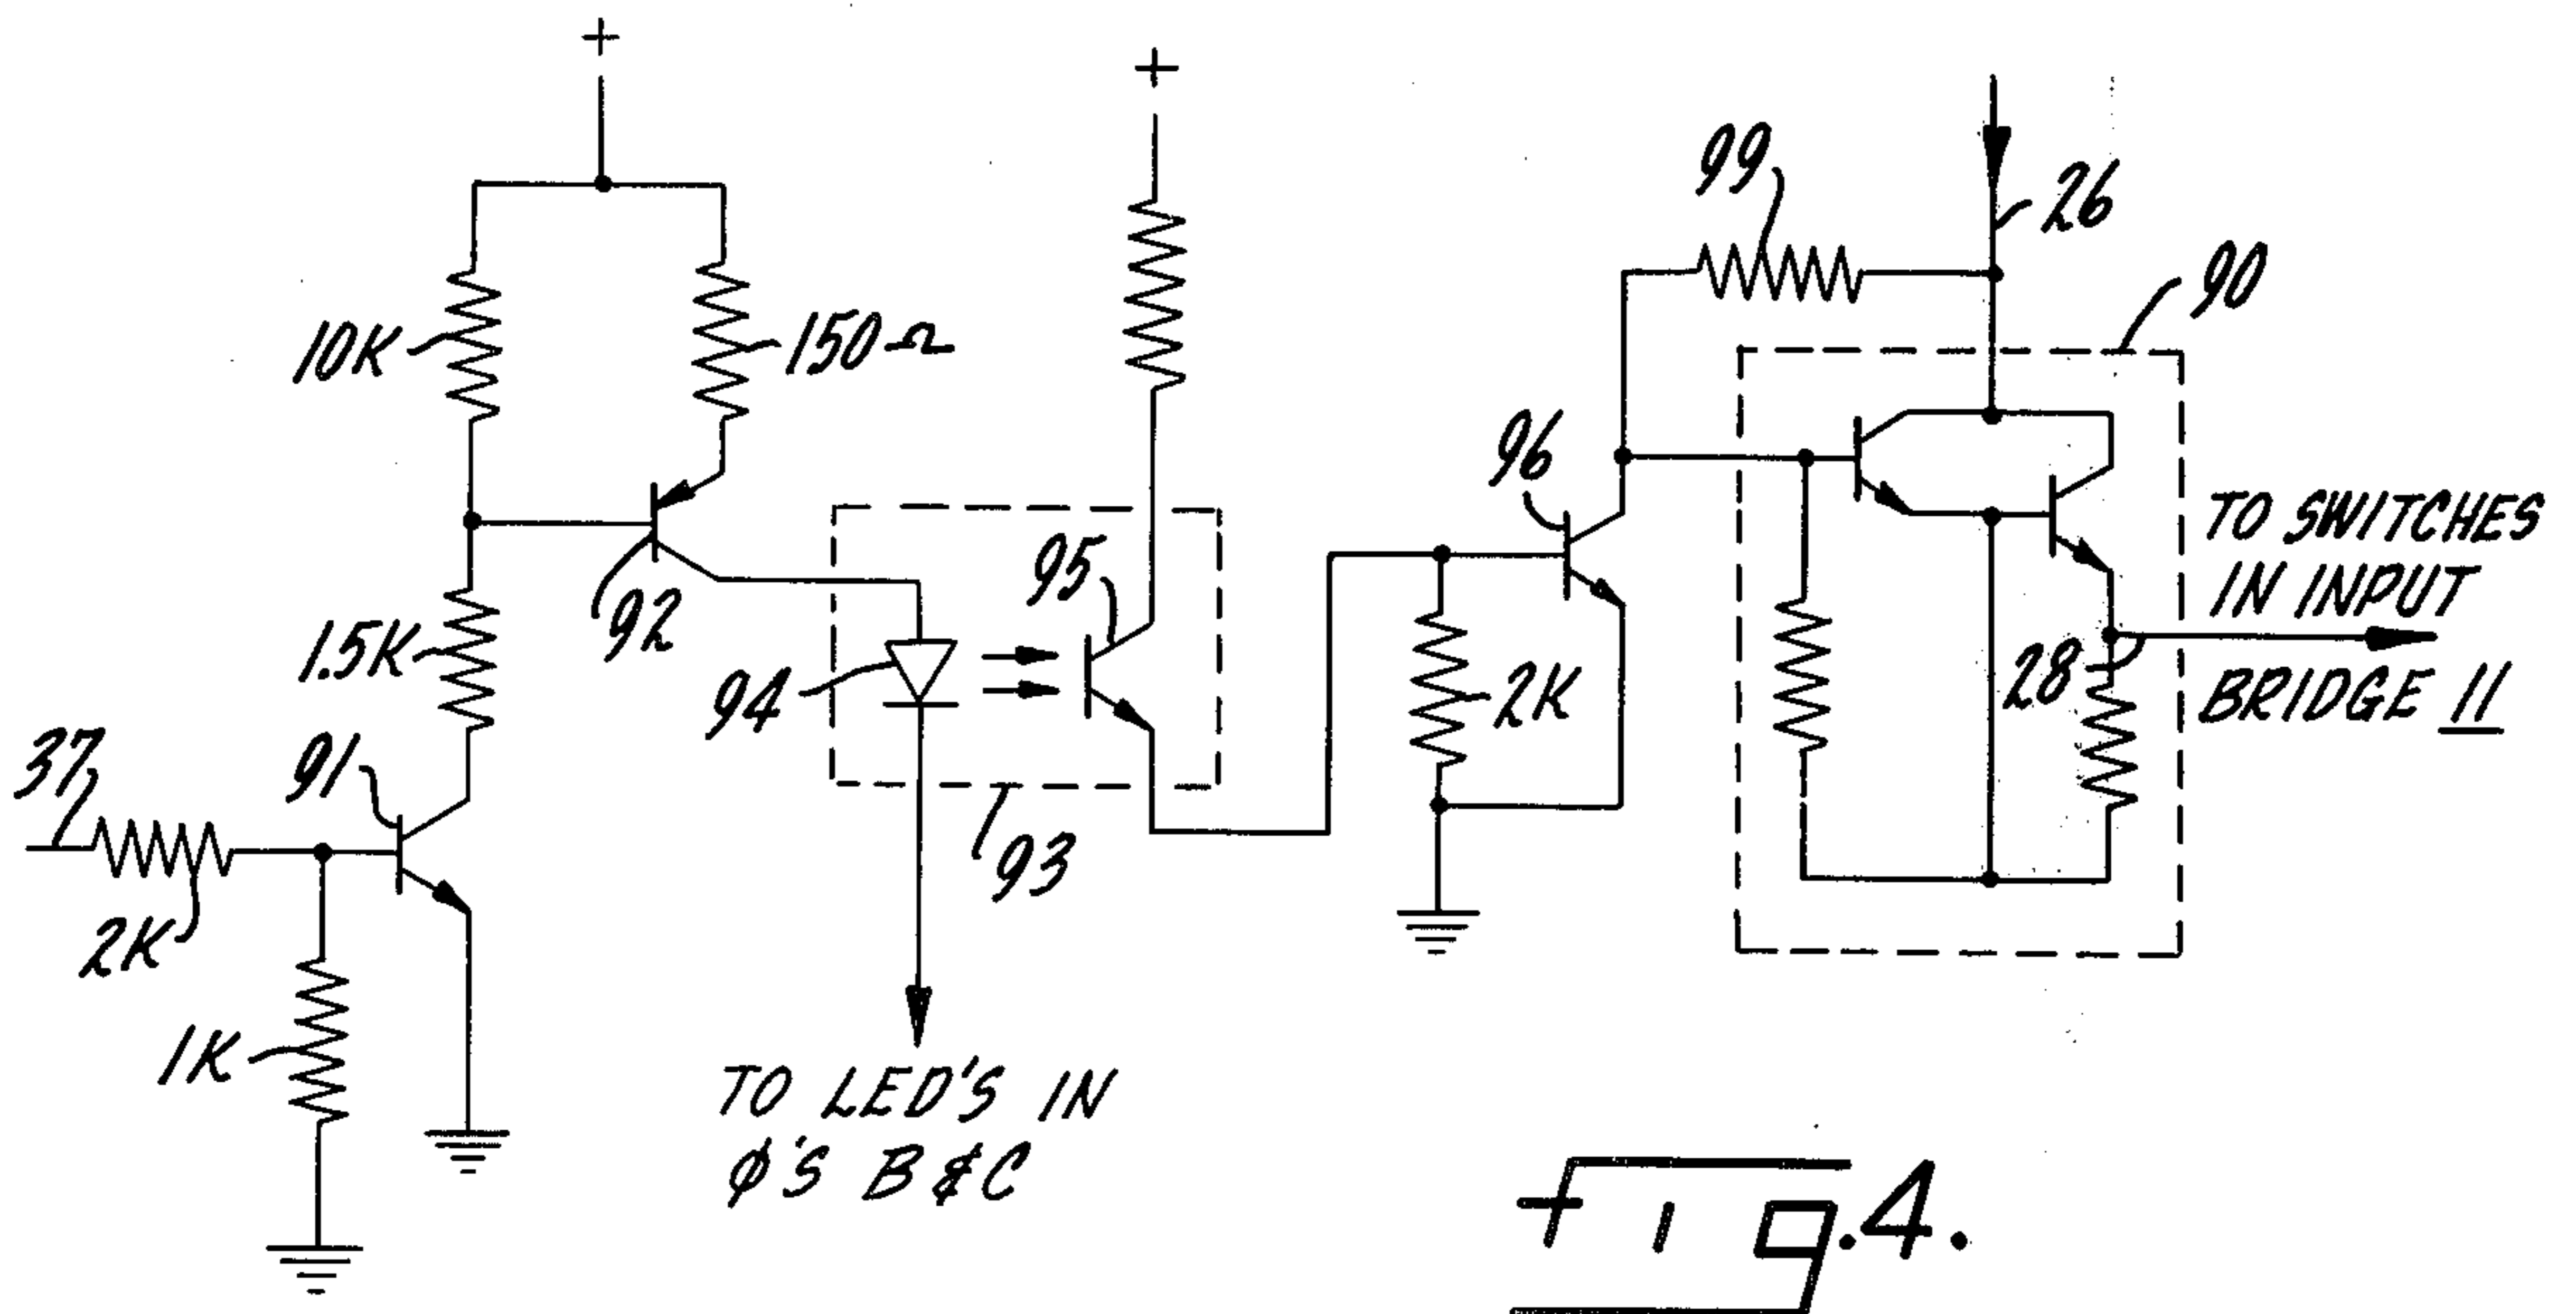 +
+
99
26
90
10K
150Ω
96
95
TO SWITCHES
IN INPUT
BRIDGE 11
28
92
1.5K
94
2K
37
91
93
2K
1K
TO LED'S IN
φ'S B & C
Fig. 4.